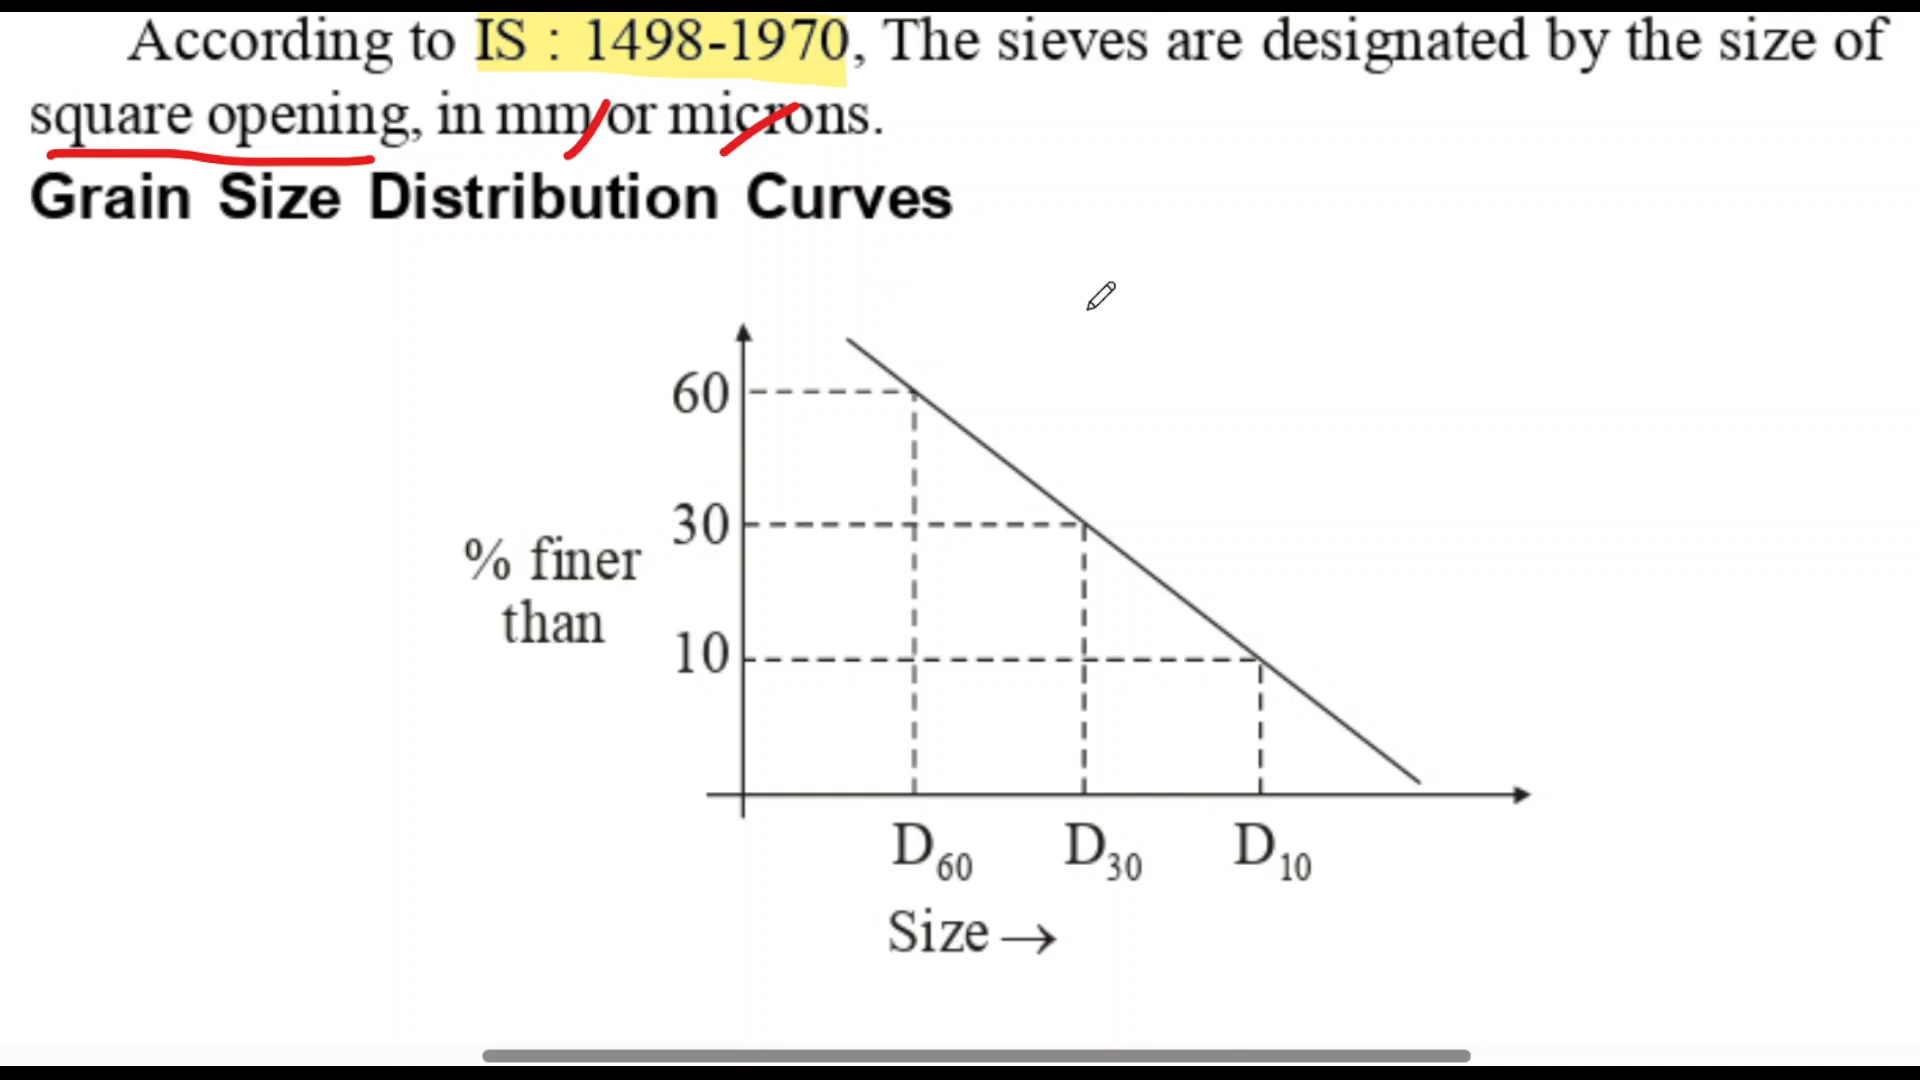 According to IS : 1498-1970, The sieves are designated by the size of
square opening, in mm or microns.
Grain Size Distribution Curves
60
30
% finer
than
10
D60 D30 D10
Size →